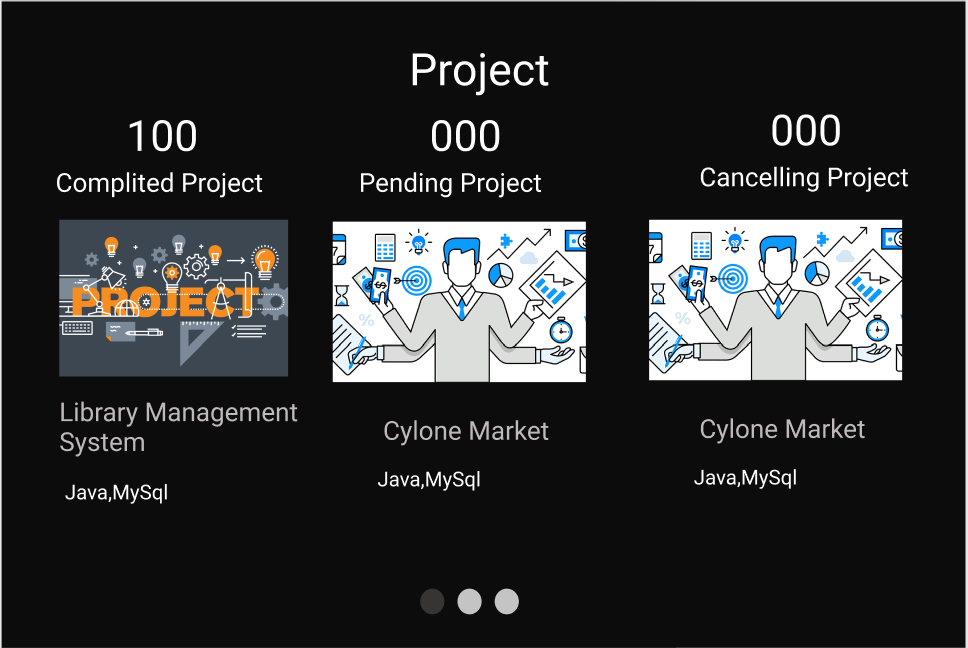 Project
100
000
000
Complited Project
Pending Project
Cancelling Project
PROJECT
$ $
%
$ $
%
Library Management
System
Cylone Market
Cylone Market
Java,MySql
Java,MySql
Java,MySql